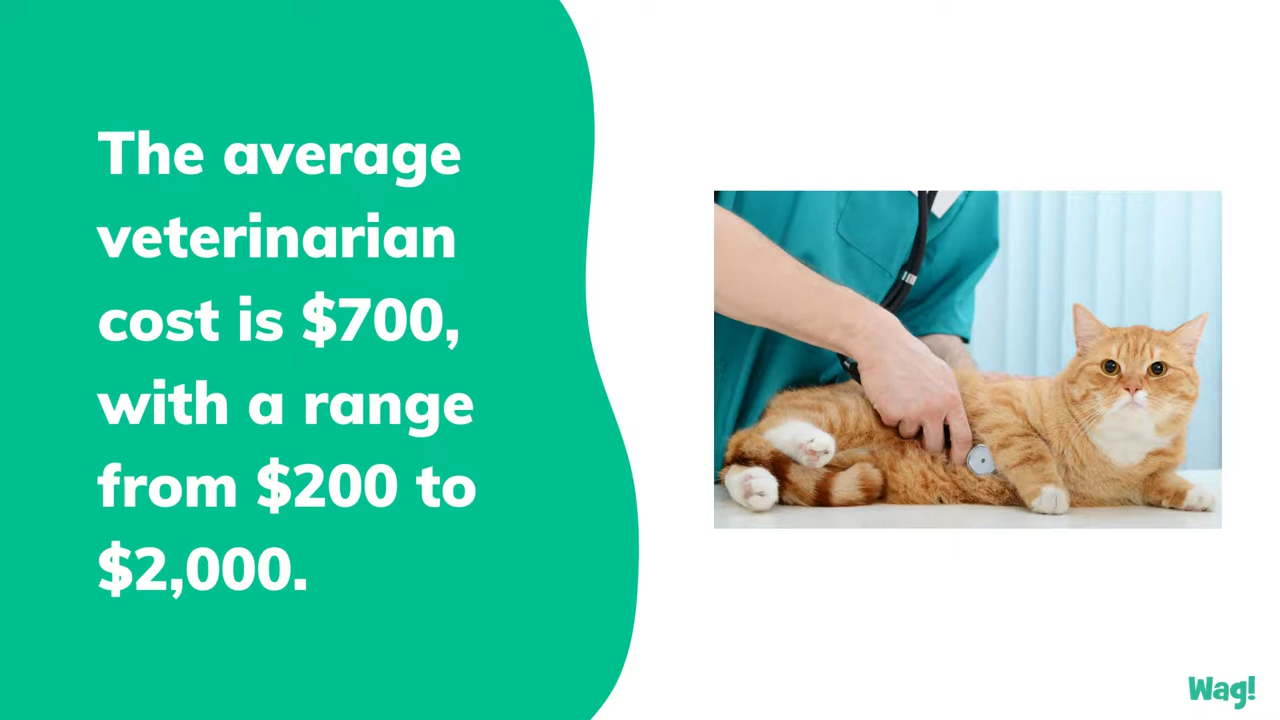 The average
veterinarian
cost is $700,
with a range
from $200 to
$2,000.
Wag!